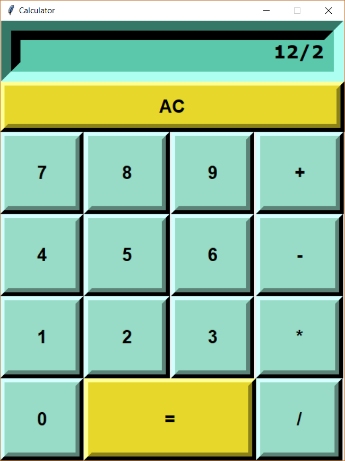 Calculator
12/2
AC
7 8 9 +
4 5 6 -
1 2 3 *
0 = /